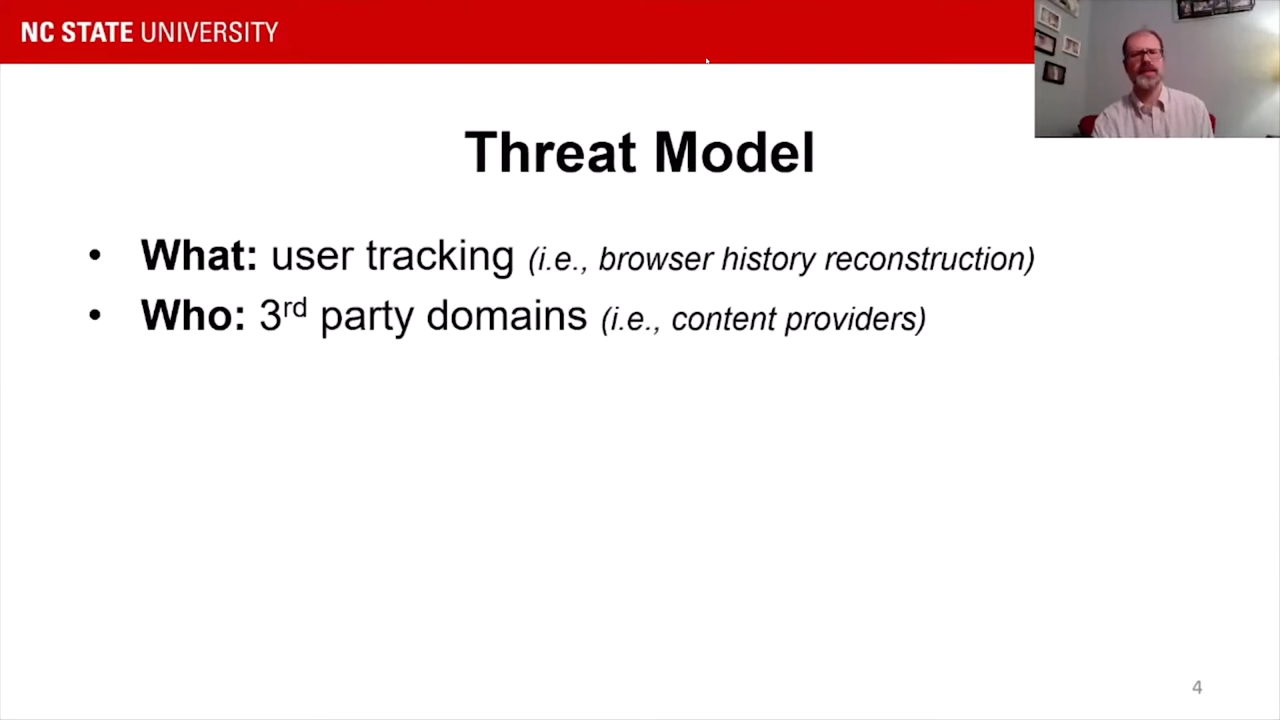 NC STATE UNIVERSITY
Threat Model
• What: user tracking (i.e., browser history reconstruction)
• Who: 3rd party domains (i.e., content providers)
4